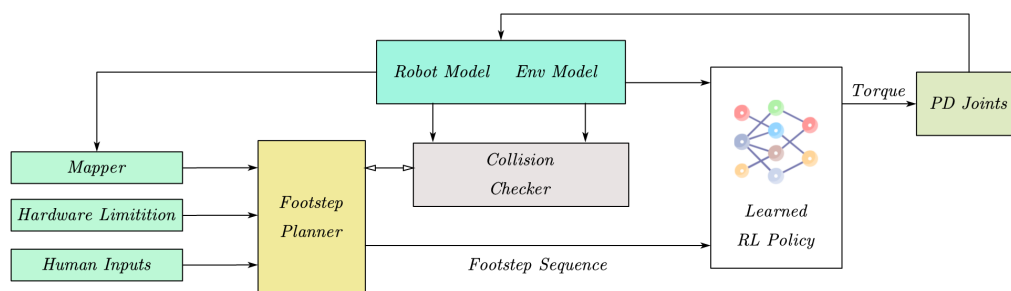 Robot Model Env Model
Torque
PD Joints
Mapper
Collision
Checker
Hardware Limitition
Footstep
Planner
Learned
RL Policy
Human Inputs
Footstep Sequence